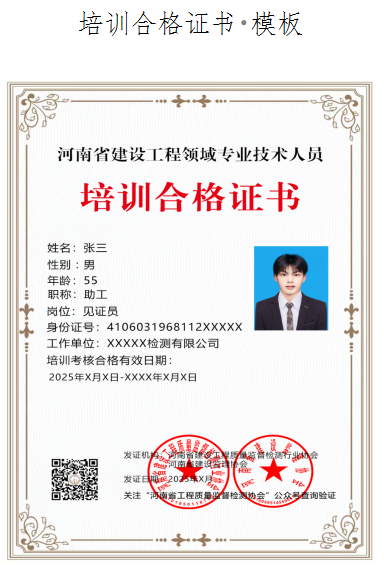 培训合格证书·模板
河南省建设工程领域专业技术人员
培训合格证书
姓名：张三
性别：男
年龄：55
职称：助工
岗位：见证员
身份证号：4106031968112XXXXX
工作单位：XXXXX检测有限公司
培训考核合格有效日期：
2025年X月X日-XXXX年X月X日
发证机构：河南省建设工程质量监督检测行业协会
河南省建设监理协会
发证日期：2025年X月
关注“河南省工程质量监督检测协会”公众号查询验证